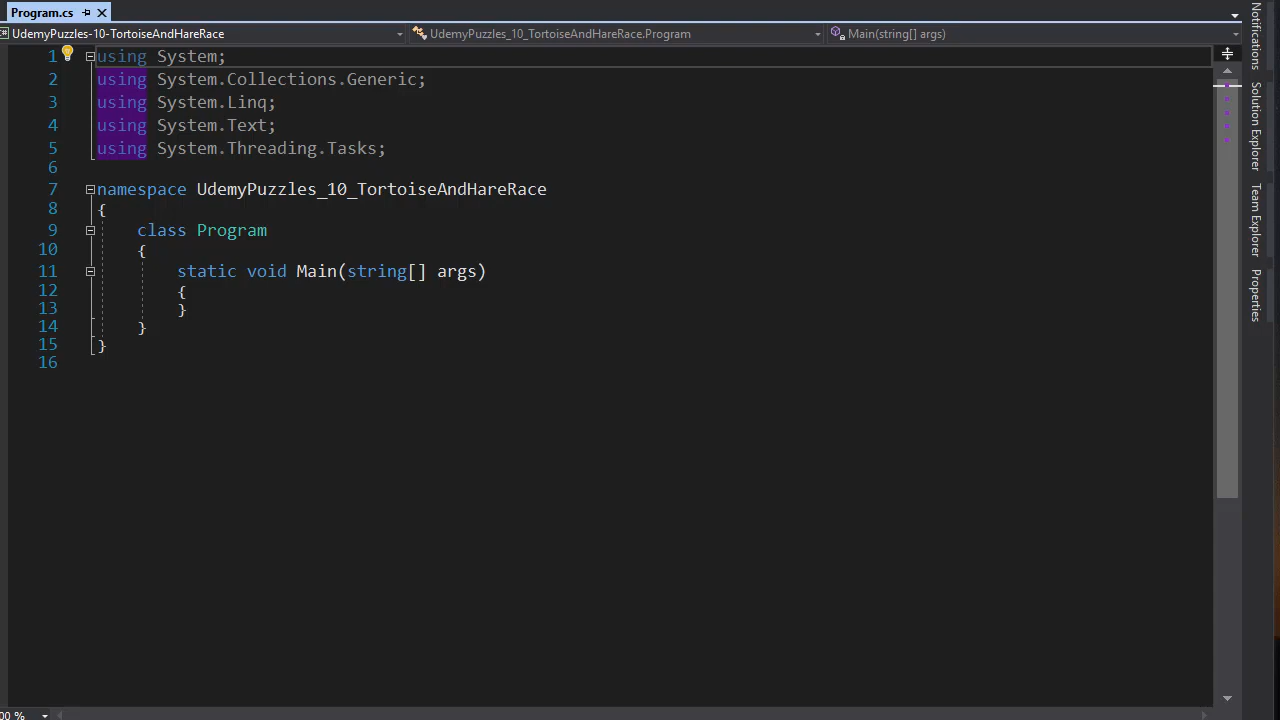 Program.cs
UdemyPuzzles-10-TortoiseAndHareRace
UdemyPuzzles_10_TortoiseAndHareRace.Program
Main(string[] args)
1 using System;
2 using System.Collections.Generic;
3 using System.Linq;
4 using System.Text;
5 using System.Threading.Tasks;
6
7 namespace UdemyPuzzles_10_TortoiseAndHareRace
8 {
9 class Program
10 {
11 static void Main(string[] args)
12 {
13 }
14 }
15 }
16
Notifications
Solution Explorer
Team Explorer
Properties
00 %